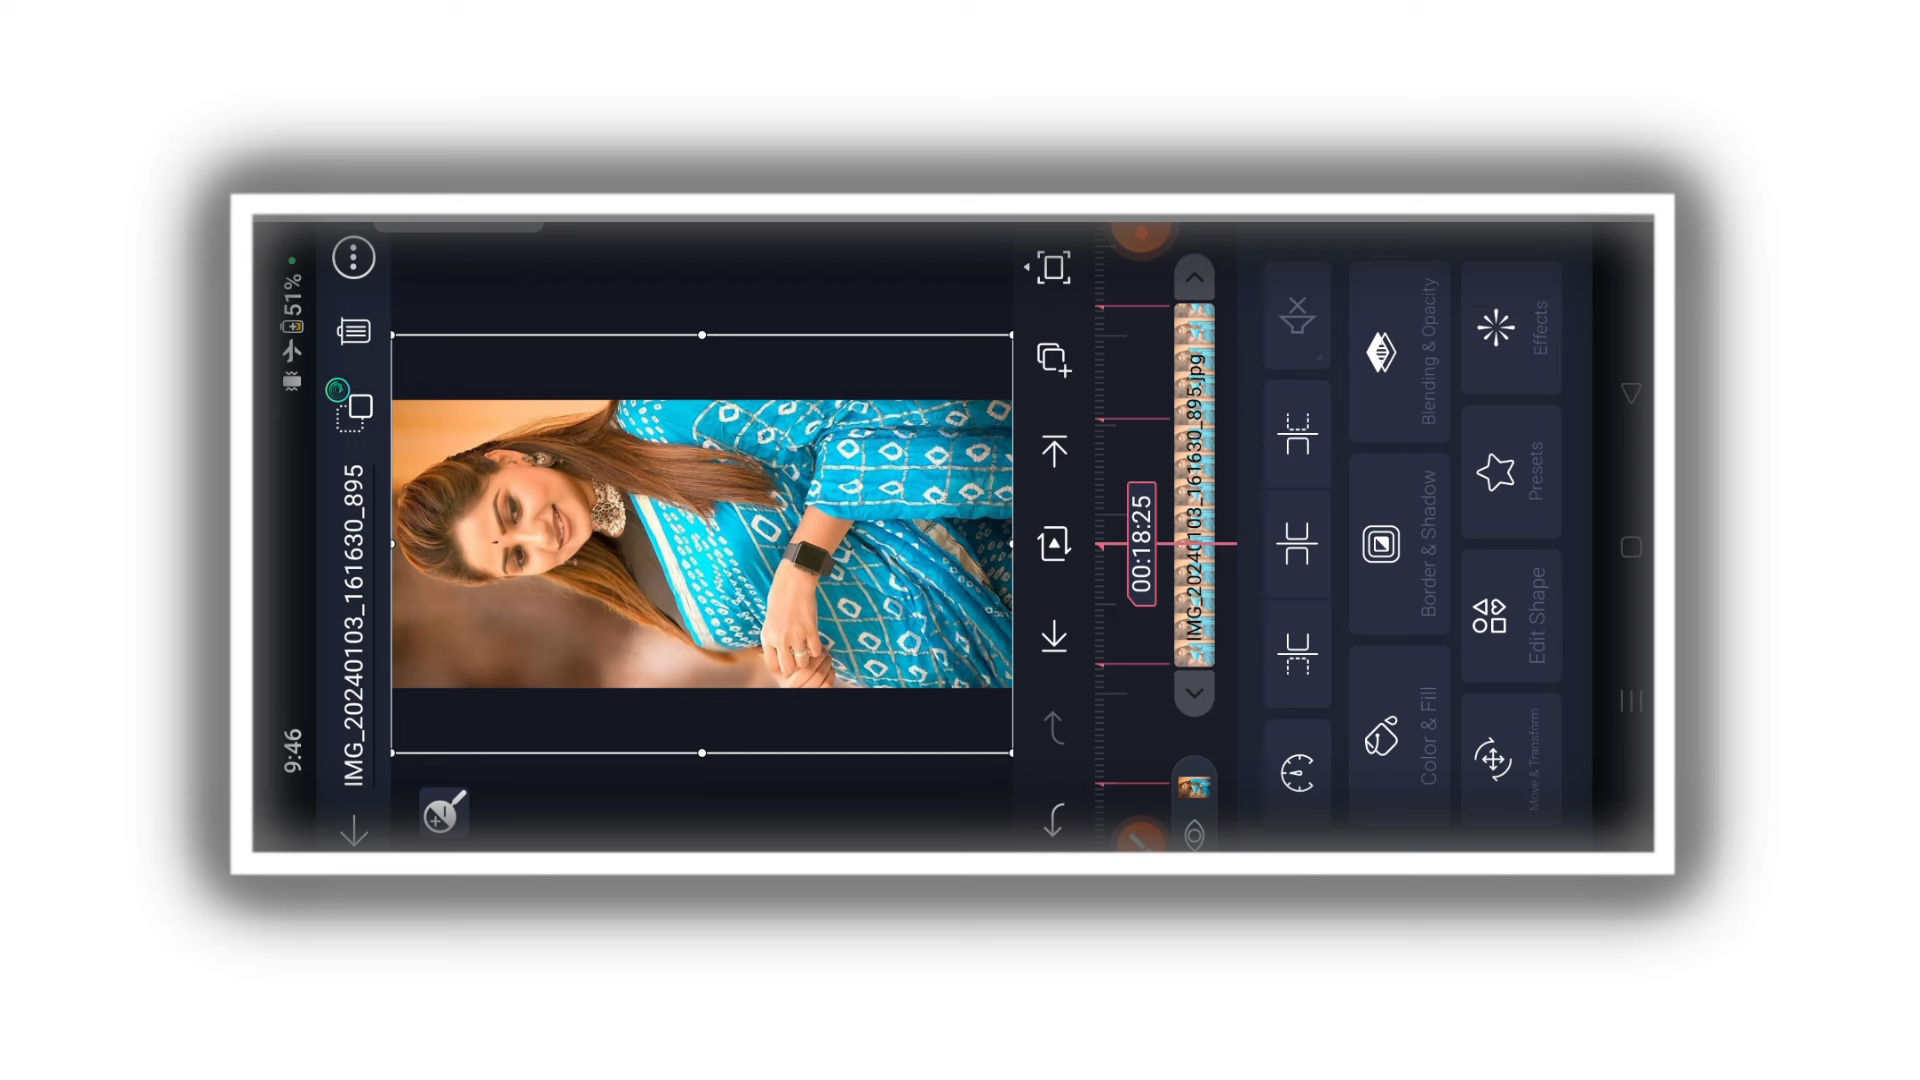 9:46
51%
IMG_20240103_161630_895
00:18:25
IMG_20240103_161630_895.jpg
Color & Fill
Border & Shadow
Blending & Opacity
Move & Transform
Edit Shape
Presets
Effects